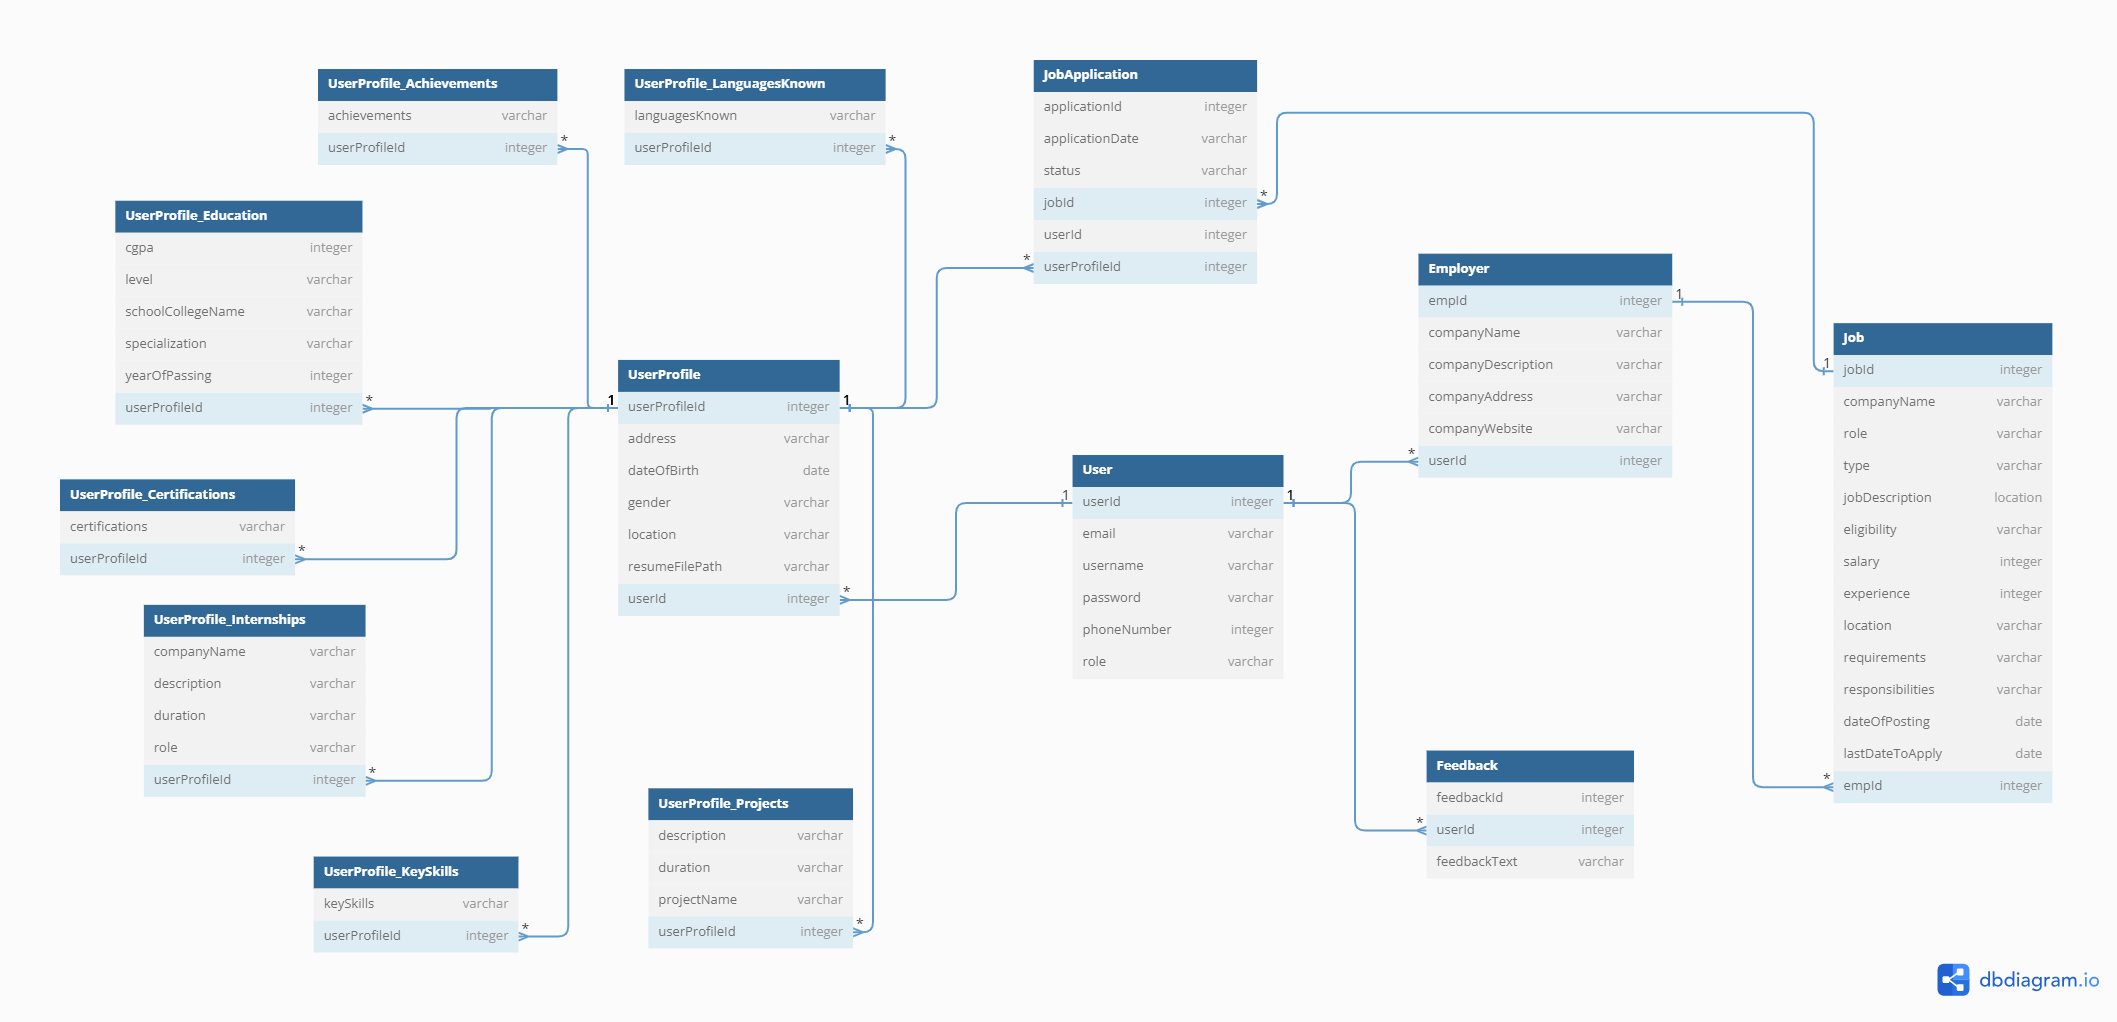 UserProfile_Achievements
achievements varchar
userProfileId integer
*
UserProfile_LanguagesKnown
languagesKnown varchar
userProfileId integer
*
JobApplication
applicationId integer
applicationDate varchar
status varchar
jobId integer
*
userId integer
userProfileId integer
*
UserProfile_Education
cgpa integer
level varchar
schoolCollegeName varchar
specialization varchar
yearOfPassing integer
userProfileId integer
*
Employer
empId integer
1
companyName varchar
companyDescription varchar
companyAddress varchar
companyWebsite varchar
userId integer
*
Job
1
jobId integer
companyName varchar
role varchar
type varchar
jobDescription location
eligibility varchar
salary integer
experience integer
location varchar
requirements varchar
responsibilities varchar
dateOfPosting date
lastDateToApply date
empId integer
*
UserProfile
1
userProfileId integer
1
address varchar
dateOfBirth date
gender varchar
location varchar
resumeFilePath varchar
userId integer
*
User
1
userId integer
1
email varchar
username varchar
password varchar
phoneNumber integer
role varchar
UserProfile_Certifications
certifications varchar
userProfileId integer
*
UserProfile_Internships
companyName varchar
description varchar
duration varchar
role varchar
userProfileId integer
*
Feedback
feedbackId integer
userId integer
*
feedbackText varchar
UserProfile_Projects
description varchar
duration varchar
projectName varchar
userProfileId integer
*
UserProfile_KeySkills
keySkills varchar
userProfileId integer
*
dbdiagram.io